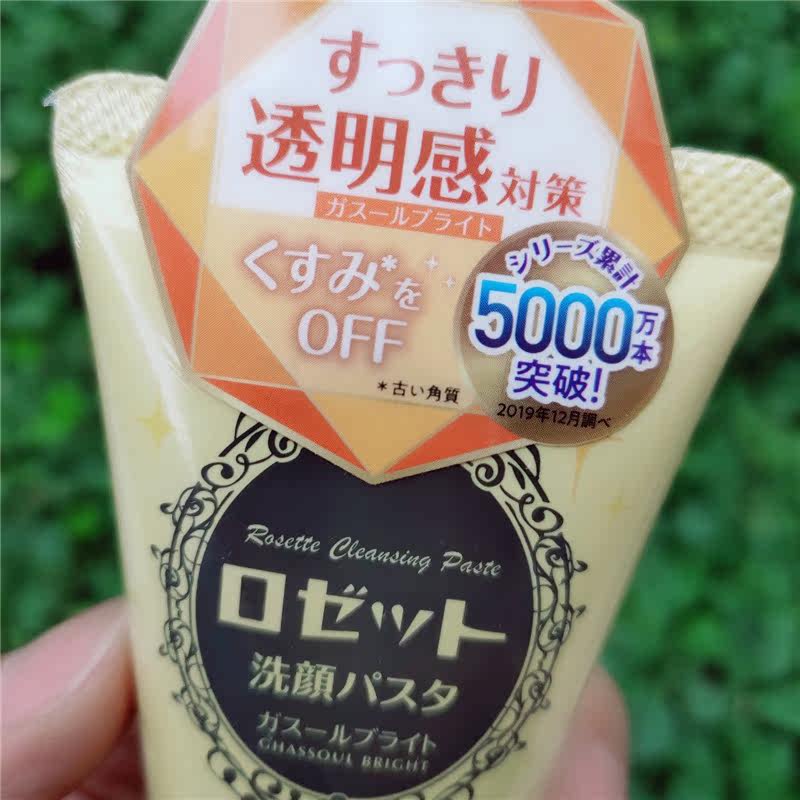 すっきり
透明感対策
ガスールブライト
くすみ*を
OFF
*古い角質
シリーズ累計
5000万本
突破!
2019年12月調べ
Rosette Cleansing Paste
ロゼット
洗顔パスタ
ガスールブライト
GHASSOUL BRIGHT